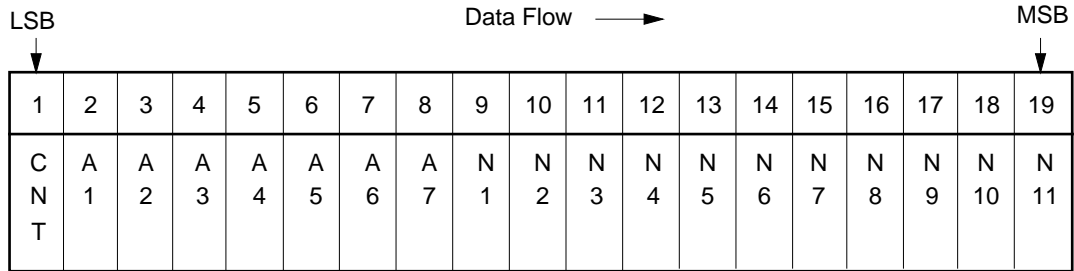 LSB Data Flow MSB
1 2 3 4 5 6 7 8 9 10 11 12 13 14 15 16 17 18 19
C A A A A A A A N N N N N N N N N N N
N 1 2 3 4 5 6 7 1 2 3 4 5 6 7 8 9 10 11
T